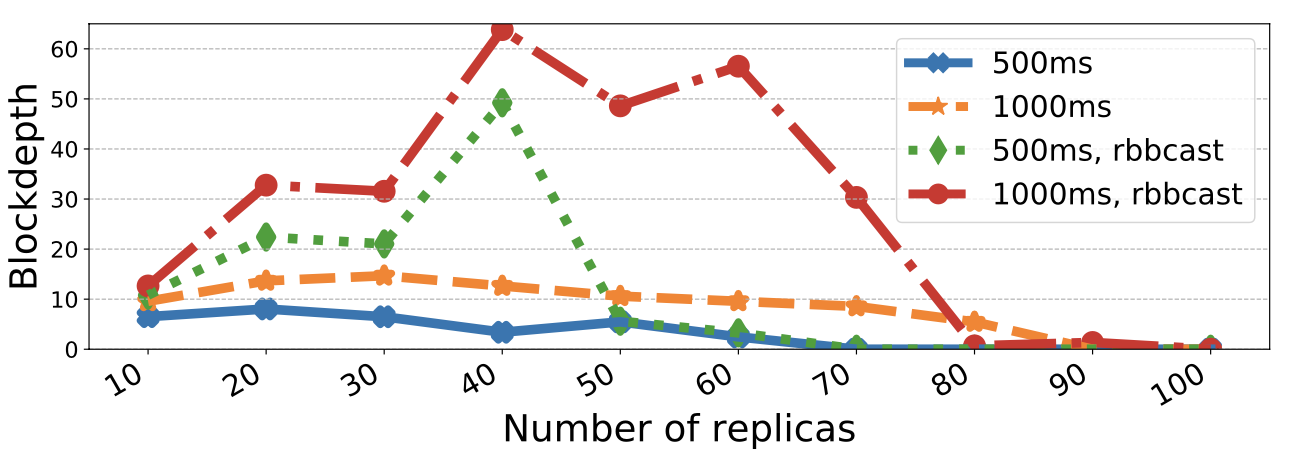 Blockdepth
60
50
40
30
20
10
0
500ms
1000ms
500ms, rbbcast
1000ms, rbbcast
10 20 30 40 50 60 70 80 90 100
Number of replicas